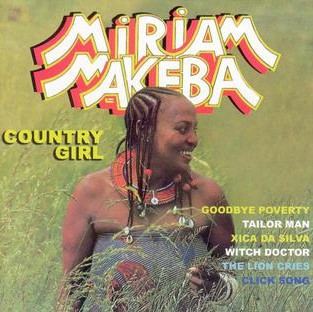 MIRIAM
MAKEBA
COUNTRY
GIRL
GOODBYE POVERTY
TAILOR MAN
XICA DA SILVA
WITCH DOCTOR
THE LION CRIES
CLICK SONG